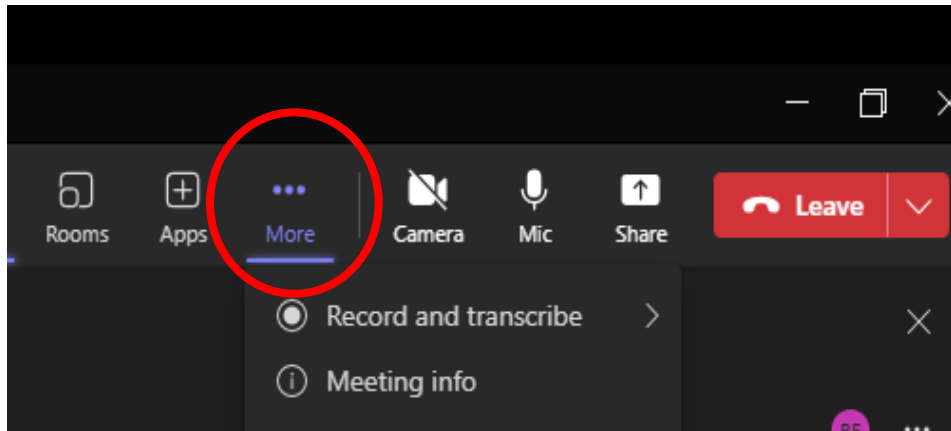 Rooms
Apps
More
Camera
Mic
Share
Leave
Record and transcribe
Meeting info